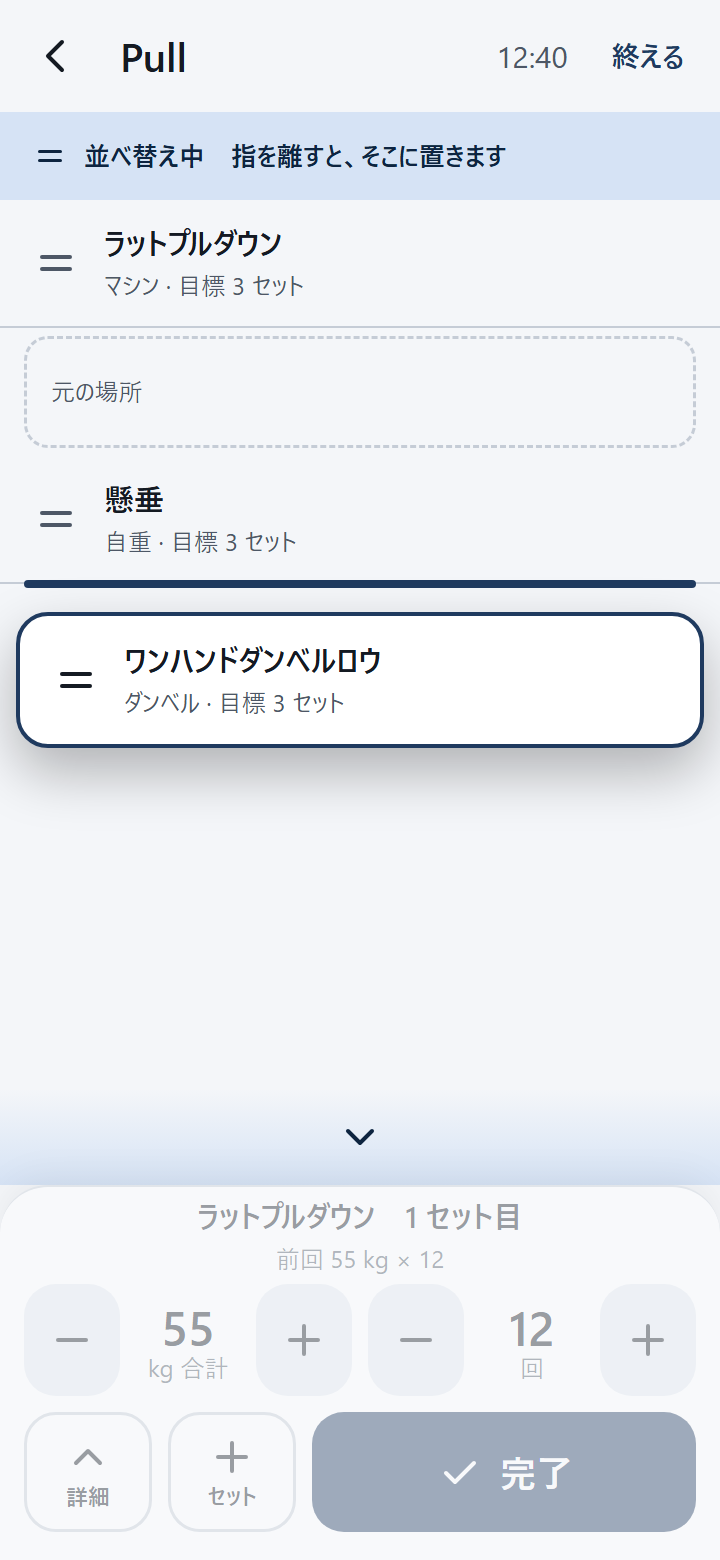 Pull
12:40
終える
並べ替え中　指を離すと、そこに置きます
ラットプルダウン
マシン · 目標 3 セット
元の場所
懸垂
自重 · 目標 3 セット
ワンハンドダンベルロウ
ダンベル · 目標 3 セット
ラットプルダウン　1 セット目
前回 55 kg × 12
55
kg 合計
12
回
詳細
セット
完了